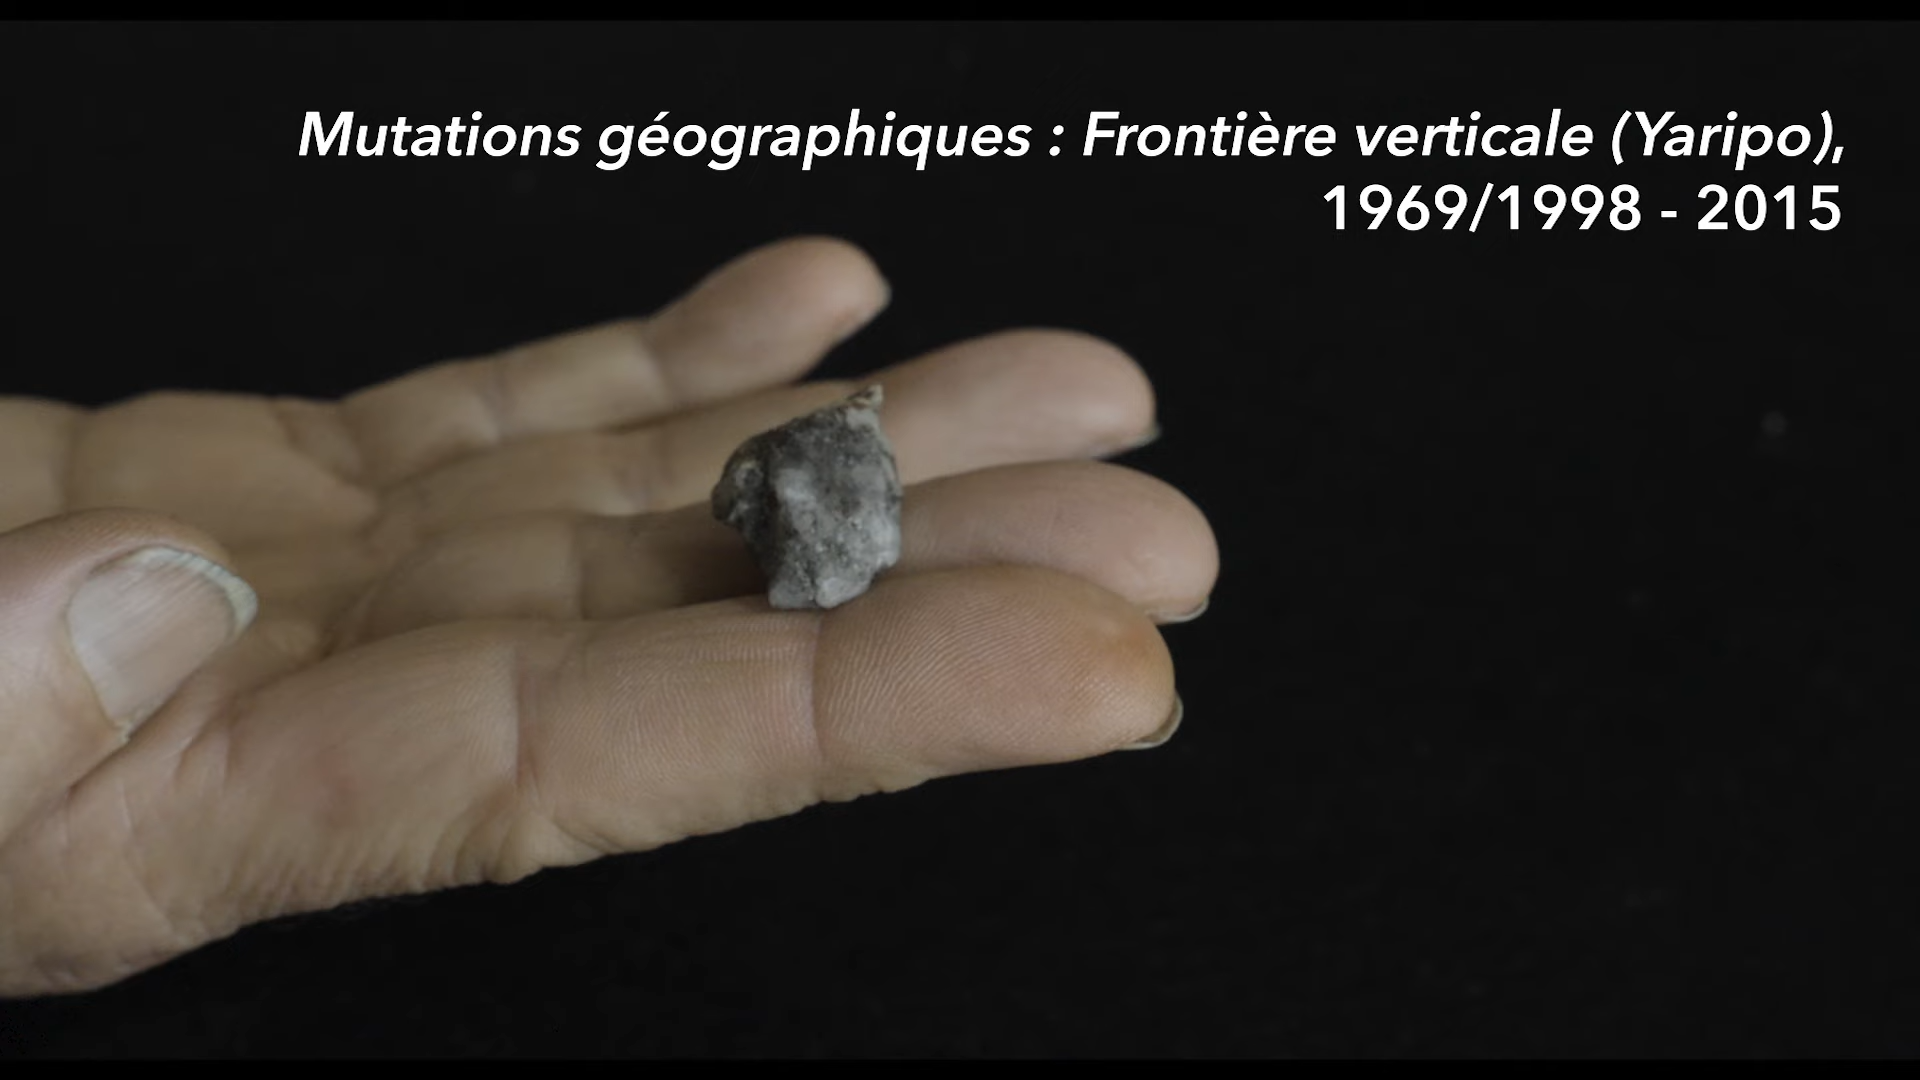 Mutations géographiques : Frontière verticale (Yaripo),
1969/1998 - 2015